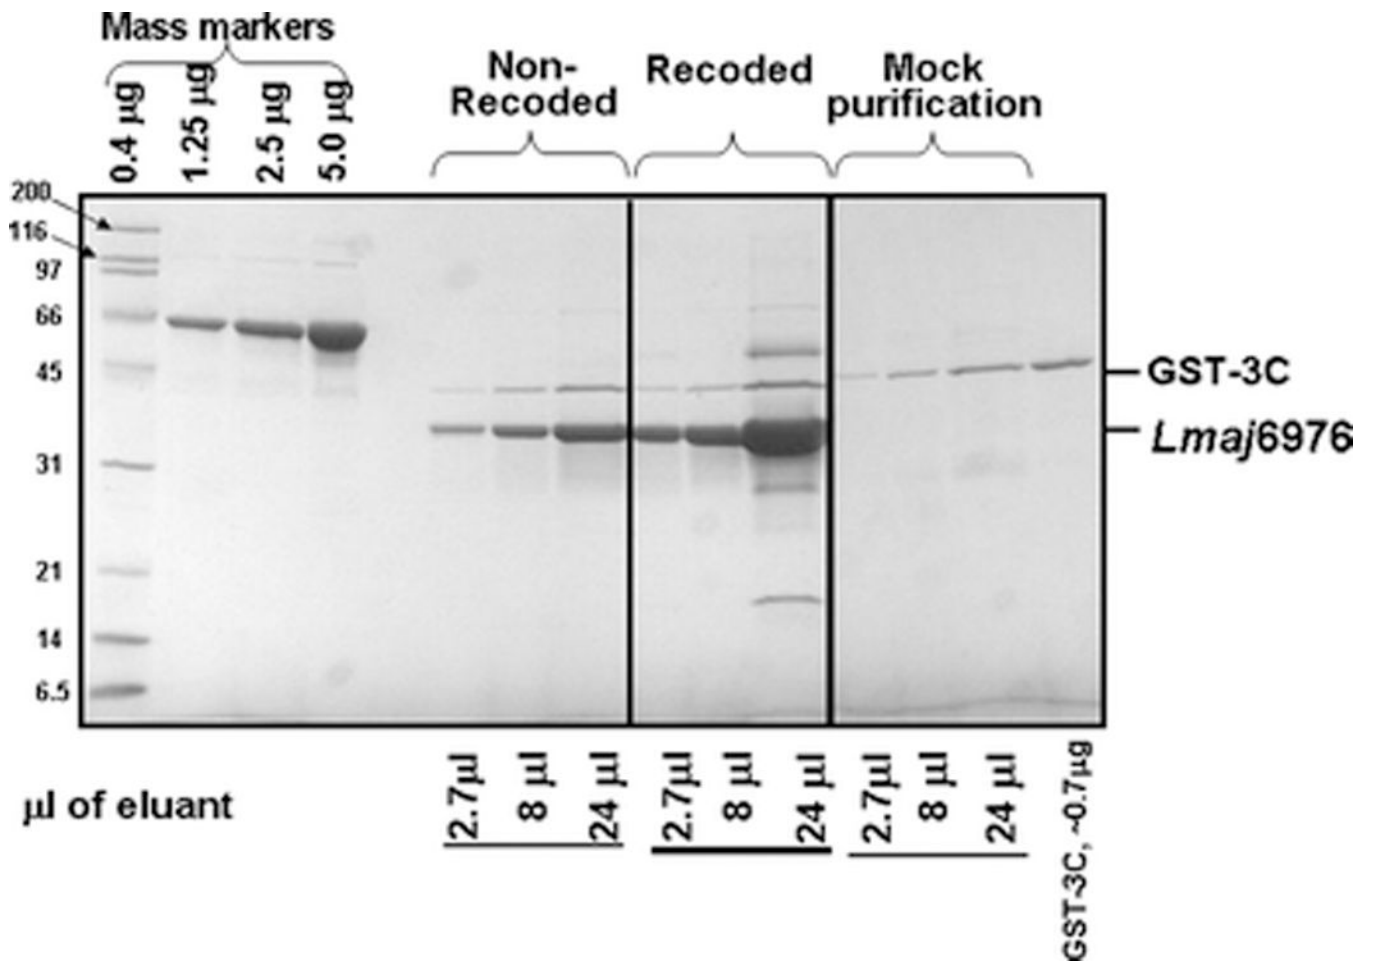 Mass markers
0.4 µg
1.25 µg
2.5 µg
5.0 µg
Non-
Recoded
Recoded
Mock
purification
200
116
97
66
45
31
21
14
6.5
GST-3C
Lmaj6976
µl of eluant
2.7µl
8 µl
24 µl
2.7µl
8 µl
24 µl
2.7µl
8 µl
24 µl
GST-3C, ~0.7µg